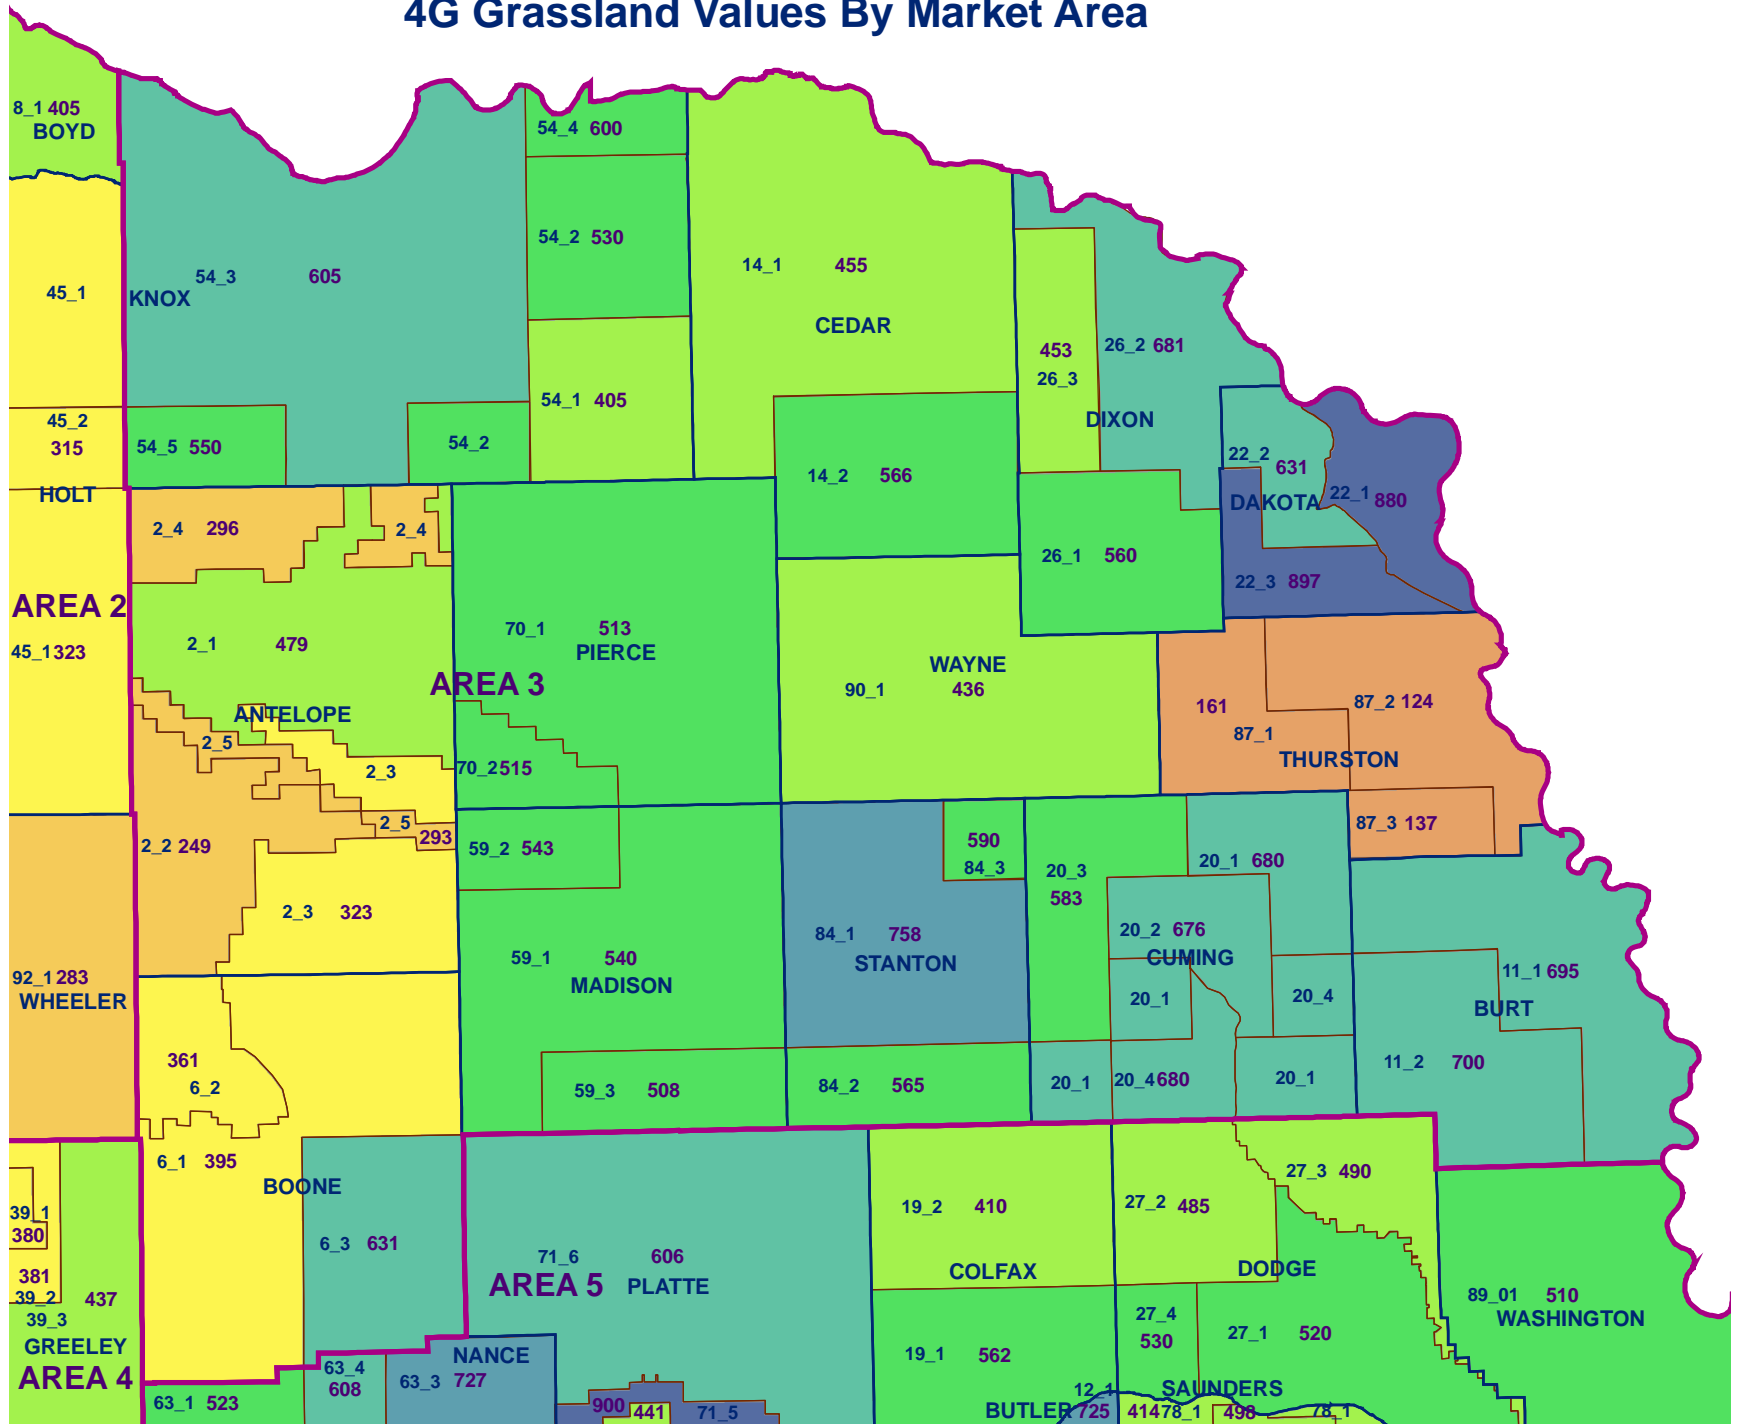 4G Grassland Values By Market Area
8_1 405
BOYD
54_4 600
54_2 530
14_1 455
54_3 605
45_1
KNOX
CEDAR
453
26_3
26_2 681
54_1 405
DIXON
45_2
315
54_5 550
54_2
14_2 566
22_2
631
22_1 880
DAKOTA
HOLT
2_4 296
2_4
26_1 560
22_3 897
AREA 2
45_1 323
2_1 479
70_1 513
PIERCE
WAYNE
90_1 436
AREA 3
161
87_1
87_2 124
THURSTON
ANTELOPE
2_5
2_3
70_2 515
2_5
293
2_2 249
59_2 543
590
84_3
20_3
583
20_1 680
87_3 137
2_3 323
84_1 758
STANTON
20_2 676
CUMING
59_1 540
MADISON
92_1 283
WHEELER
20_1
20_4
11_1 695
BURT
361
6_2
59_3 508
84_2 565
20_1
20_4 680
20_1
11_2 700
6_1 395
BOONE
27_3 490
39_1
380
19_2 410
27_2 485
6_3 631
71_6 606
AREA 5
PLATTE
COLFAX
DODGE
381
39_2
39_3
437
89_01 510
WASHINGTON
27_4
530
27_1 520
GREELEY
AREA 4
NANCE
19_1 562
63_4
608
63_3 727
63_1 523
SAUNDERS
12_1
BUTLER 725
900
441
71_5
414 78_1
498
78_1